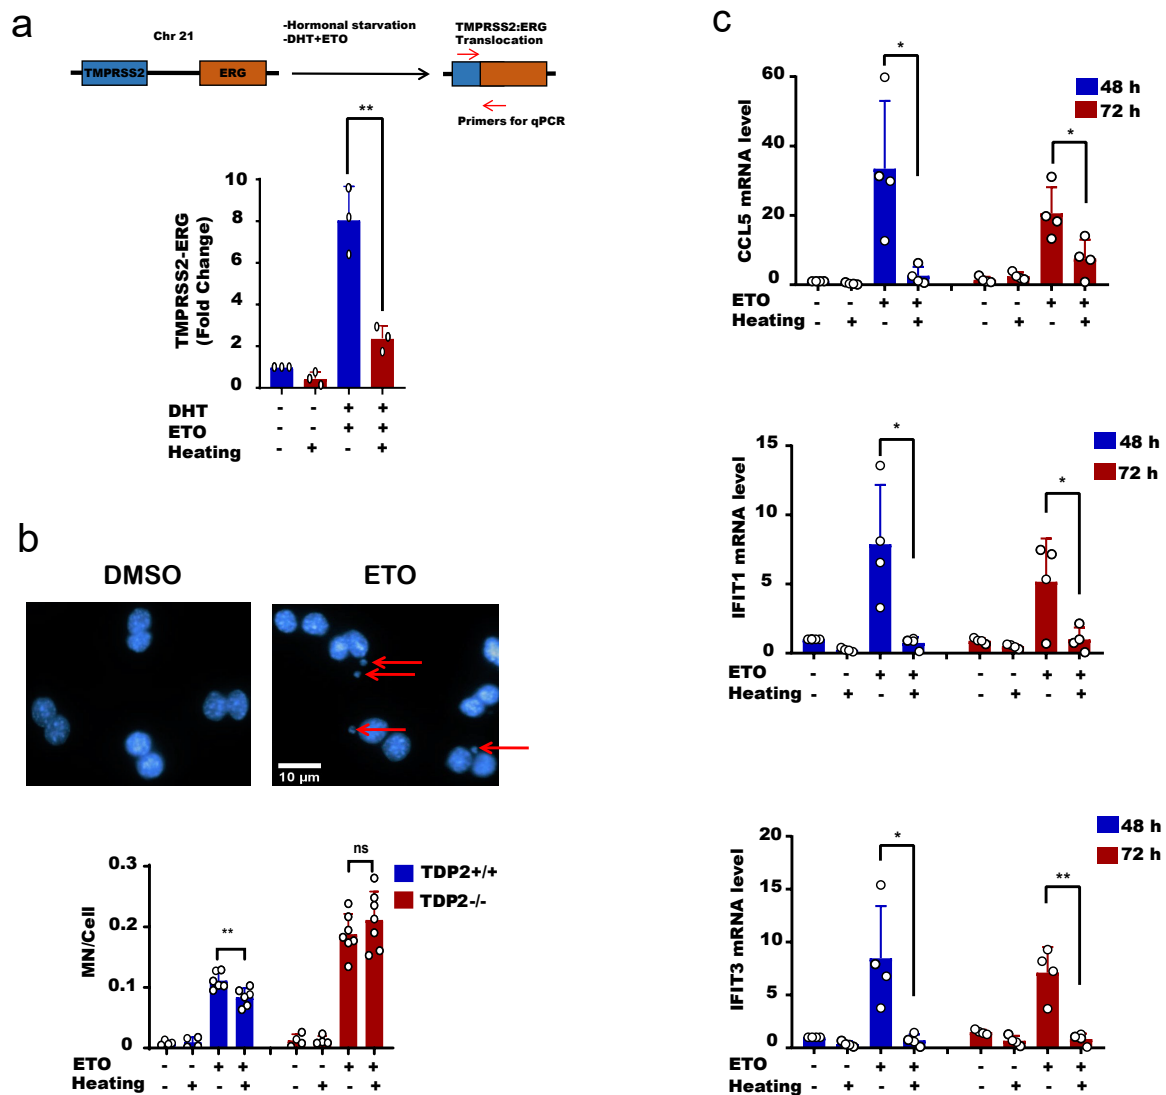 a
Chr 21
-Hormonal starvation
-DHT+ETO
TMPRSS2:ERG
Translocation
TMPRSS2
ERG
Primers for qPCR
**
TMPRSS2-ERG
(Fold Change)
10
8
6
4
2
0
DHT - - + +
ETO - - + +
Heating - + - +
b
DMSO
ETO
10 µm
MN/Cell
0.3
0.2
0.1
0
**
ns
TDP2+/+
TDP2-/-
ETO - - + + - - + +
Heating - + - + - + - +
c
CCL5 mRNA level
60
40
20
0
*
*
48 h
72 h
ETO - - + + - - + +
Heating - + - + - + - +
IFIT1 mRNA level
15
10
5
0
*
*
48 h
72 h
ETO - - + + - - + +
Heating - + - + - + - +
IFIT3 mRNA level
20
15
10
5
0
*
**
48 h
72 h
ETO - - + + - - + +
Heating - + - + - + - +